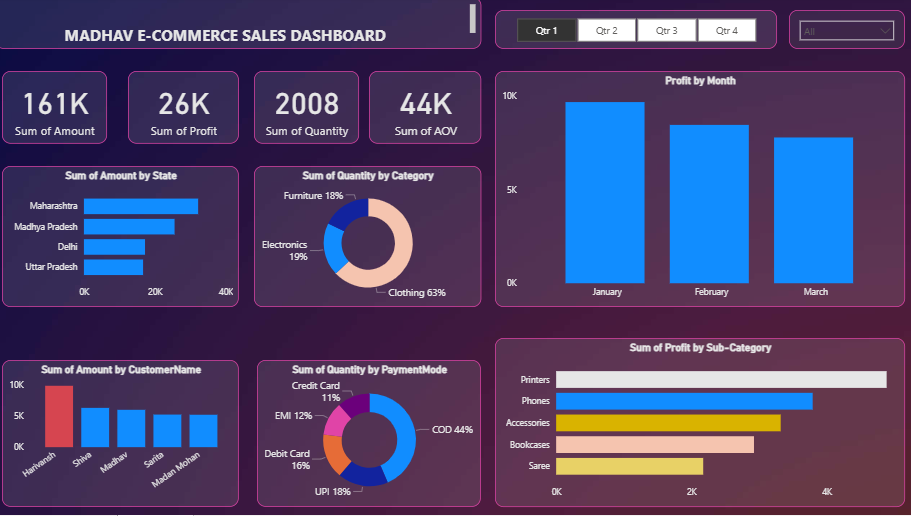 MADHAV E-COMMERCE SALES DASHBOARD
Qtr 1
Qtr 2
Qtr 3
Qtr 4
All
161K
Sum of Amount
26K
Sum of Profit
2008
Sum of Quantity
44K
Sum of AOV
Profit by Month
10K
5K
0K
January
February
March
Sum of Amount by State
Maharashtra
Madhya Pradesh
Delhi
Uttar Pradesh
0K
20K
40K
Sum of Quantity by Category
Furniture 18%
Electronics
19%
Clothing 63%
Sum of Amount by CustomerName
10K
5K
0K
Harivansh
Shiva
Madhav
Sarita
Madan Mohan
Sum of Quantity by PaymentMode
Credit Card
11%
EMI 12%
Debit Card
16%
UPI 18%
COD 44%
Sum of Profit by Sub-Category
Printers
Phones
Accessories
Bookcases
Saree
0K
2K
4K